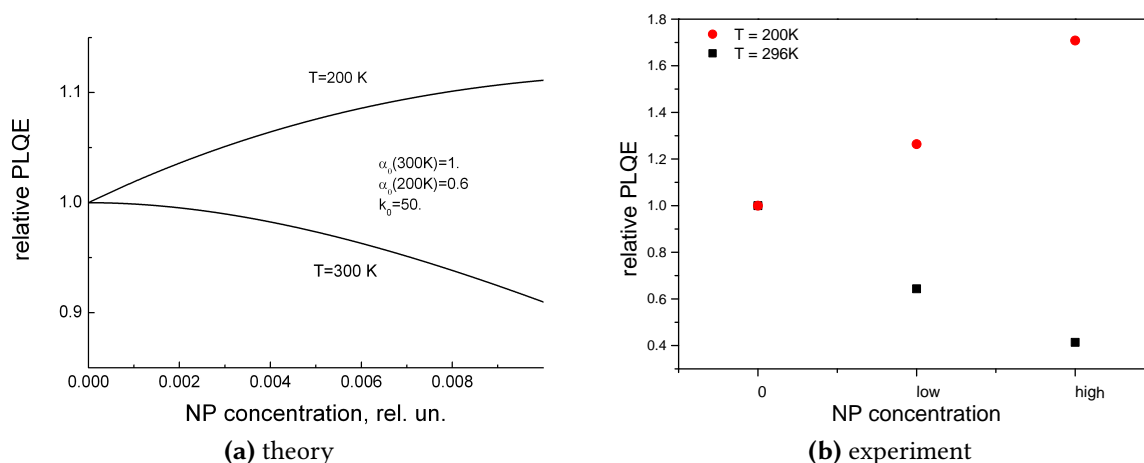 relative PLQE
1.1
1.0
0.9
T=200 K
α₀(300K)=1.
α₀(200K)=0.6
k₀=50.
T=300 K
0.000 0.002 0.004 0.006 0.008
NP concentration, rel. un.
(a) theory
relative PLQE
1.8
1.6
1.4
1.2
1.0
0.8
0.6
0.4
T = 200K
T = 296K
0 low high
NP concentration
(b) experiment